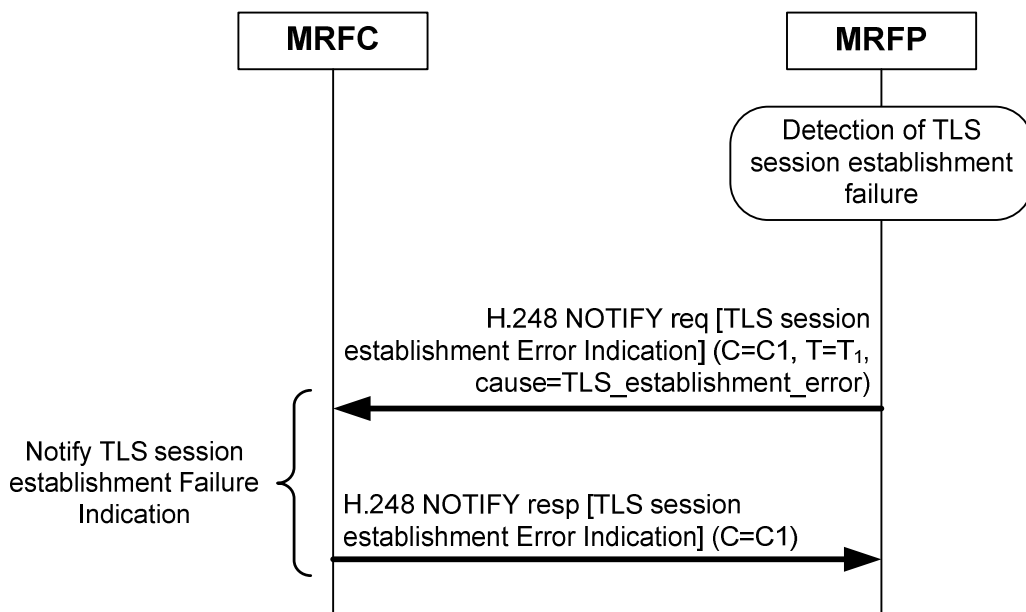 MRFC
MRFP
Detection of TLS
session establishment
failure
H.248 NOTIFY req [TLS session
establishment Error Indication] (C=C1, T=T₁,
cause=TLS_establishment_error)
Notify TLS session
establishment Failure
Indication
H.248 NOTIFY resp [TLS session
establishment Error Indication] (C=C1)